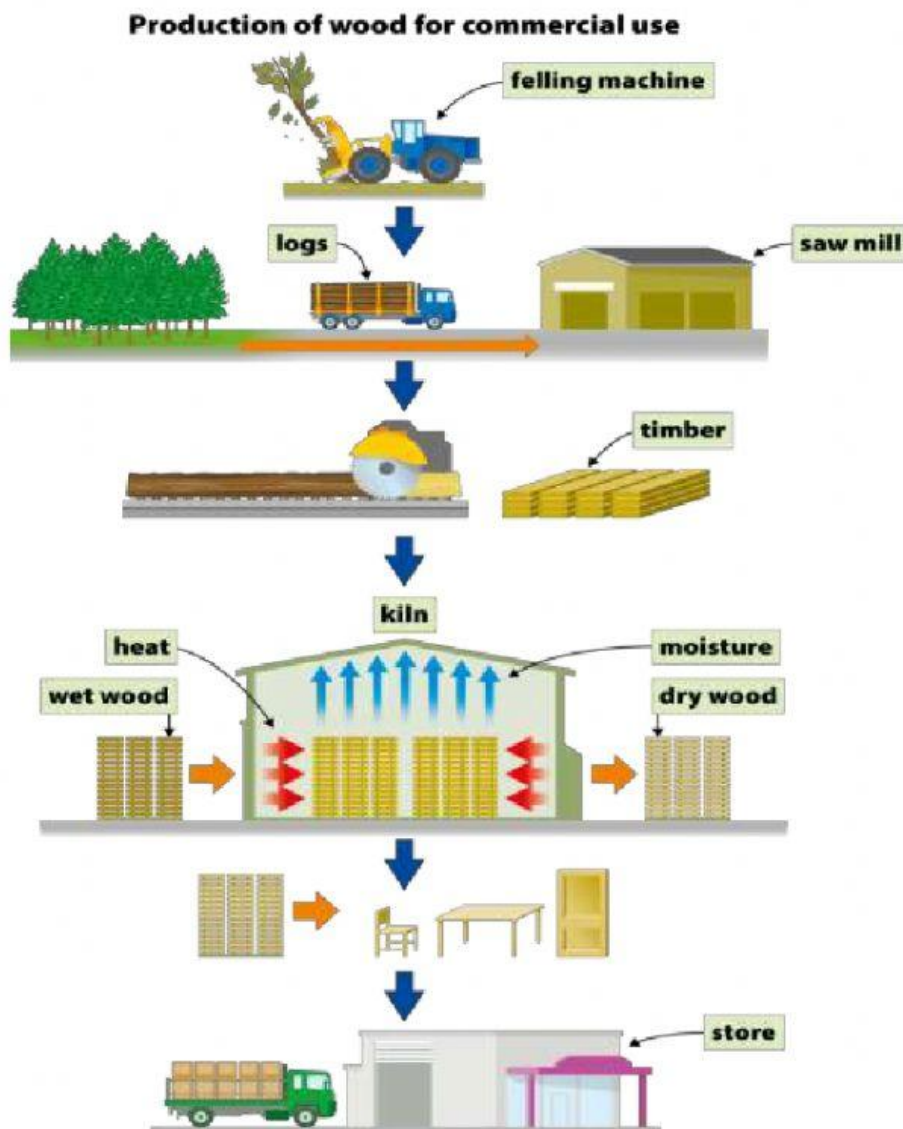 Production of wood for commercial use
felling machine
logs
saw mill
timber
kiln
heat
moisture
wet wood
dry wood
store